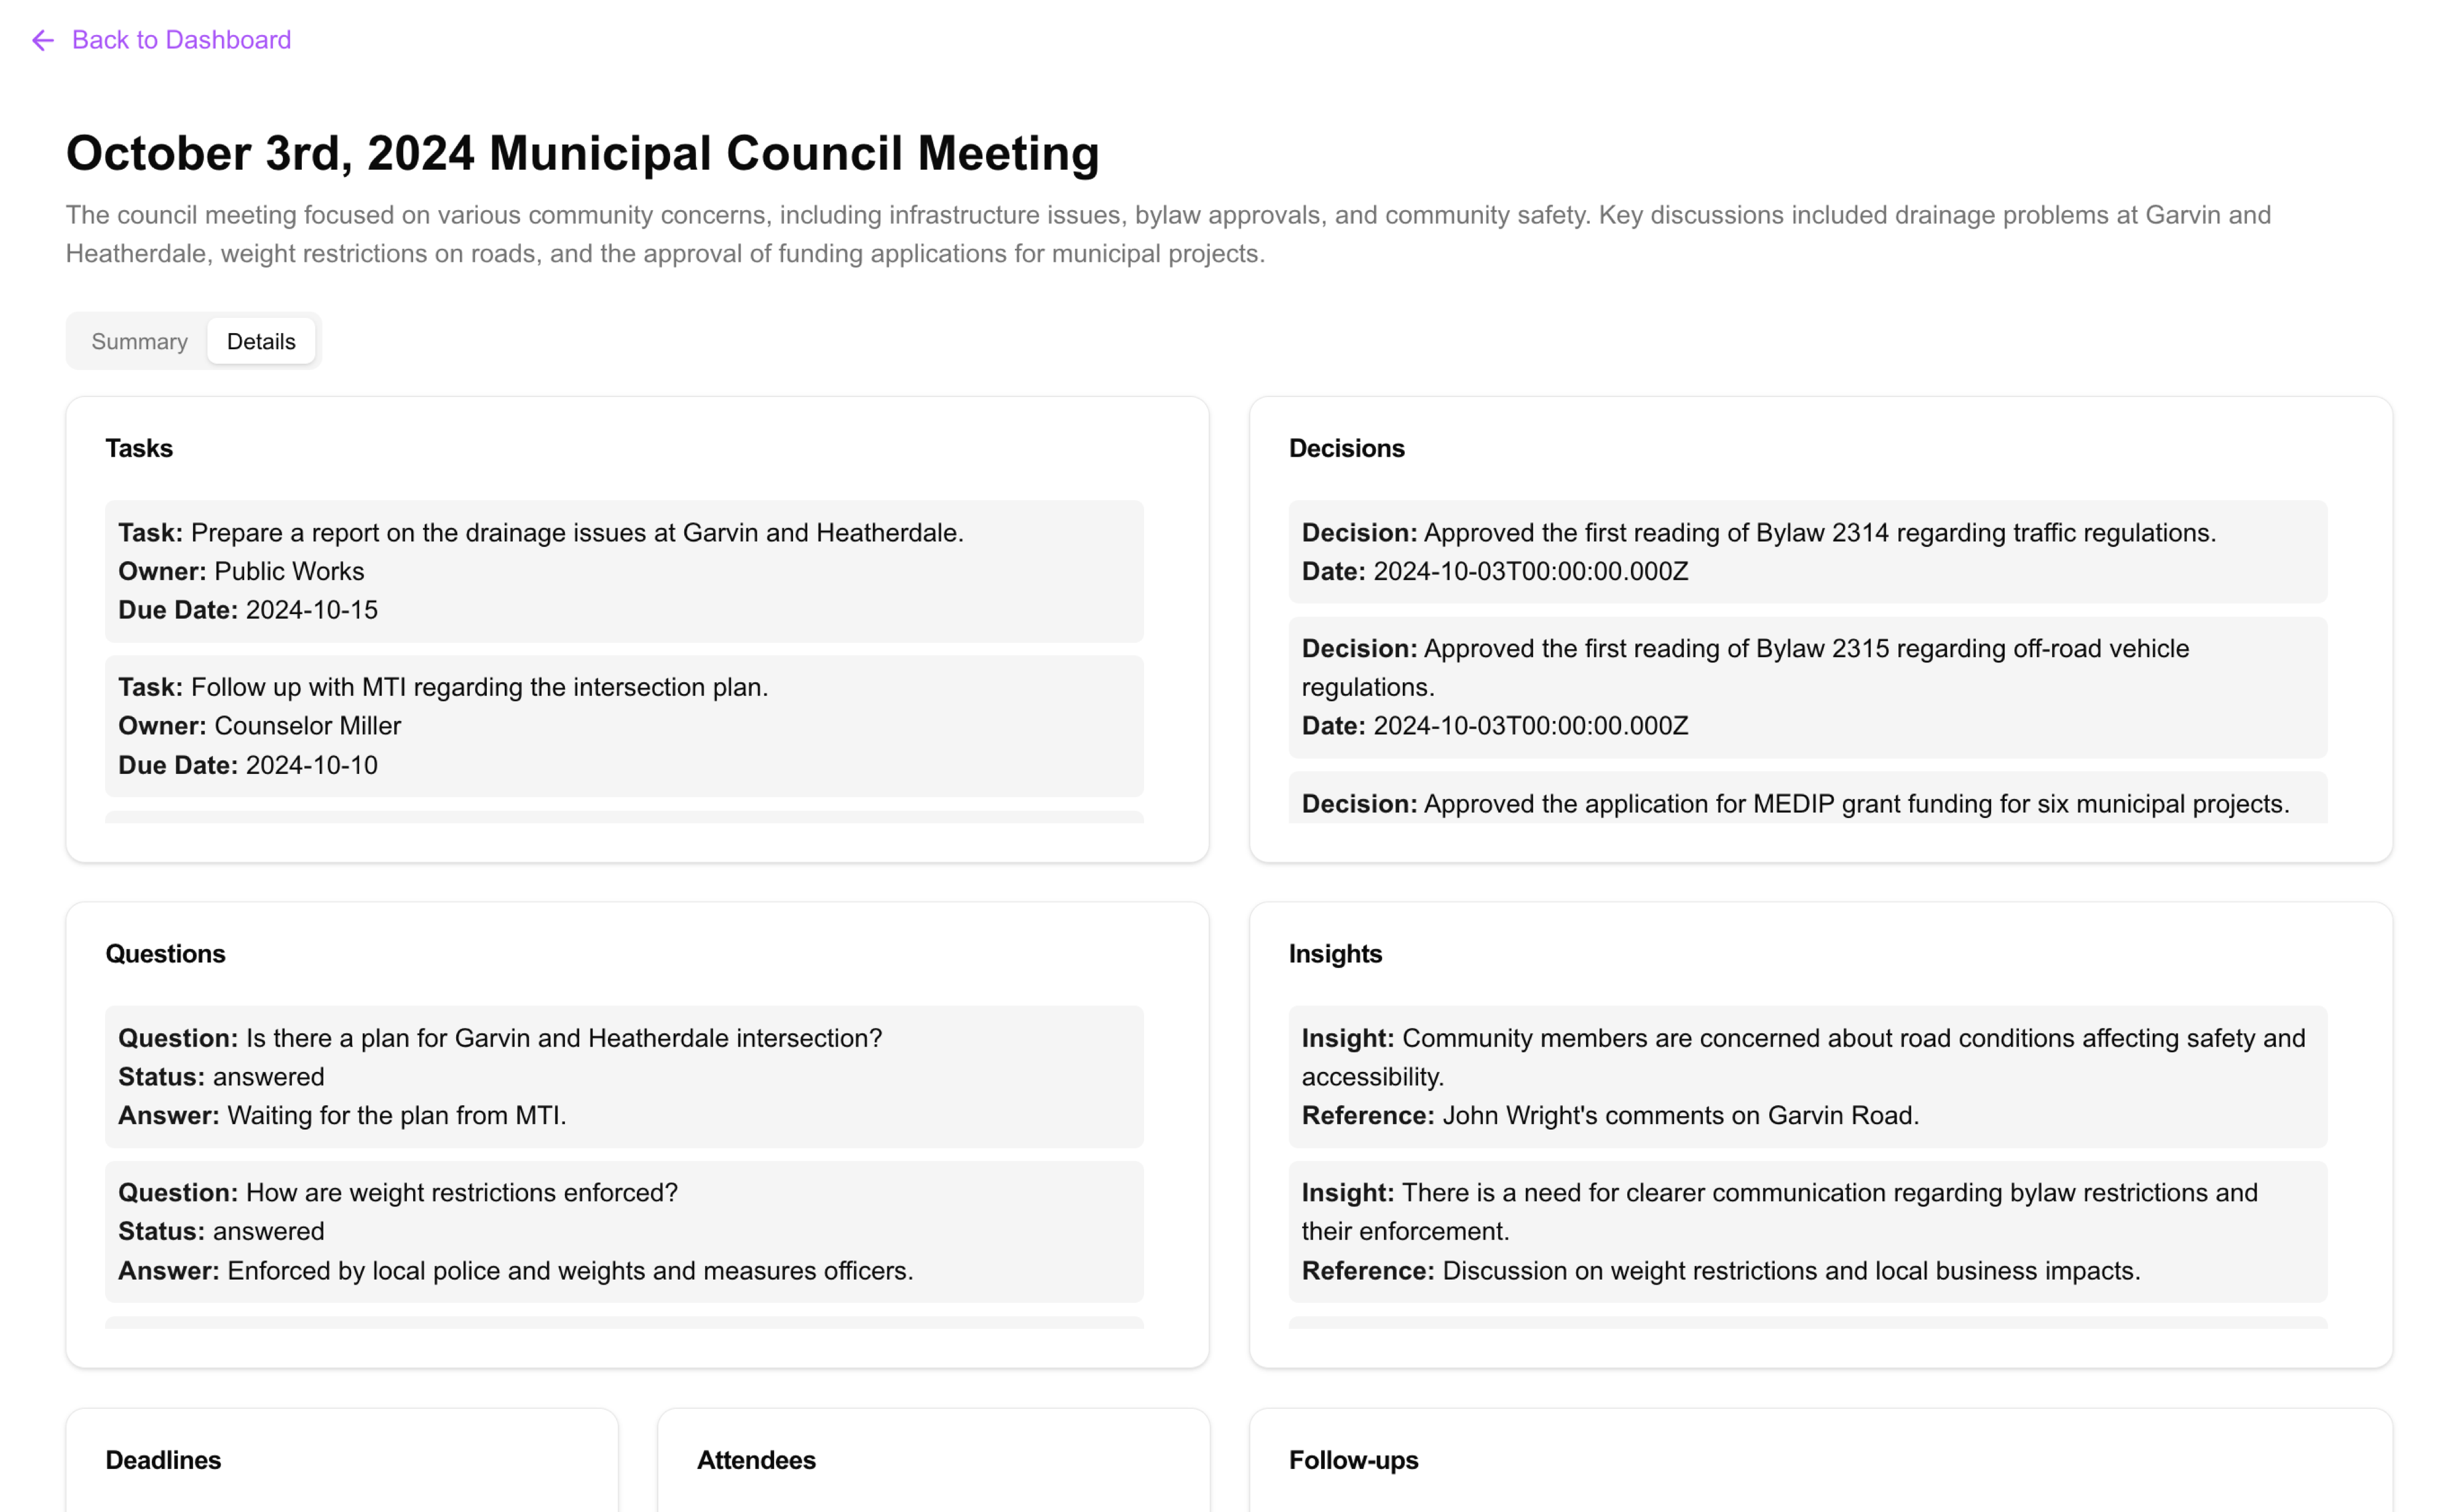 Back to Dashboard
October 3rd, 2024 Municipal Council Meeting
The council meeting focused on various community concerns, including infrastructure issues, bylaw approvals, and community safety. Key discussions included drainage problems at Garvin and
Heatherdale, weight restrictions on roads, and the approval of funding applications for municipal projects.
Summary
Details
Tasks
Task: Prepare a report on the drainage issues at Garvin and Heatherdale.
Owner: Public Works
Due Date: 2024-10-15
Task: Follow up with MTI regarding the intersection plan.
Owner: Counselor Miller
Due Date: 2024-10-10
Decisions
Decision: Approved the first reading of Bylaw 2314 regarding traffic regulations.
Date: 2024-10-03T00:00:00.000Z
Decision: Approved the first reading of Bylaw 2315 regarding off-road vehicle
regulations.
Date: 2024-10-03T00:00:00.000Z
Decision: Approved the application for MEDIP grant funding for six municipal projects.
Questions
Question: Is there a plan for Garvin and Heatherdale intersection?
Status: answered
Answer: Waiting for the plan from MTI.
Question: How are weight restrictions enforced?
Status: answered
Answer: Enforced by local police and weights and measures officers.
Insights
Insight: Community members are concerned about road conditions affecting safety and
accessibility.
Reference: John Wright's comments on Garvin Road.
Insight: There is a need for clearer communication regarding bylaw restrictions and
their enforcement.
Reference: Discussion on weight restrictions and local business impacts.
Deadlines
Attendees
Follow-ups